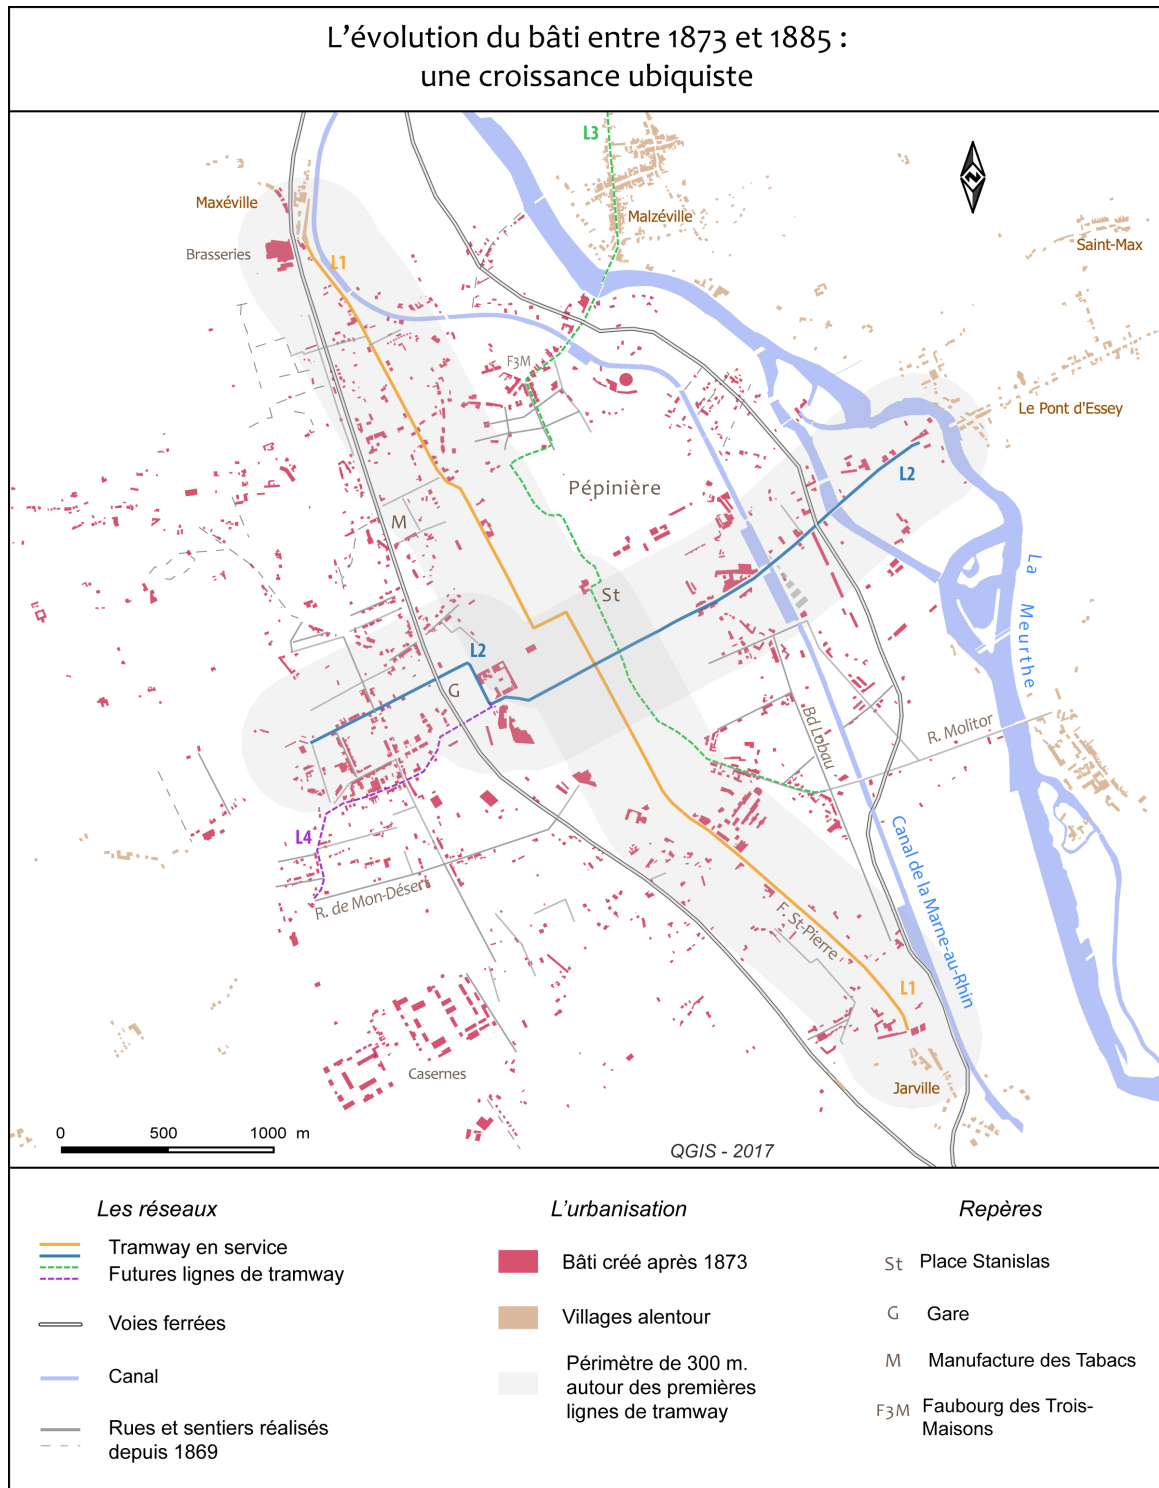 L'évolution du bâti entre 1873 et 1885 :
une croissance ubiquiste
L3
Maxéville
Malzéville
Saint-Max
Brasseries
L1
F3M
Le Pont d'Essey
L2
Pépinière
M
St
La Meurthe
L2
G
Bd Lobau
R. Molitor
L4
R. de Mon-Désert
Canal de la Marne-au-Rhin
F. St-Pierre
L1
Casernes
Jarville
0 500 1000 m
QGIS - 2017
N
Les réseaux
Tramway en service
Futures lignes de tramway
Voies ferrées
Canal
Rues et sentiers réalisés
depuis 1869
L'urbanisation
Bâti créé après 1873
Villages alentour
Périmètre de 300 m.
autour des premières
lignes de tramway
Repères
St Place Stanislas
G Gare
M Manufacture des Tabacs
F3M Faubourg des Trois-
Maisons